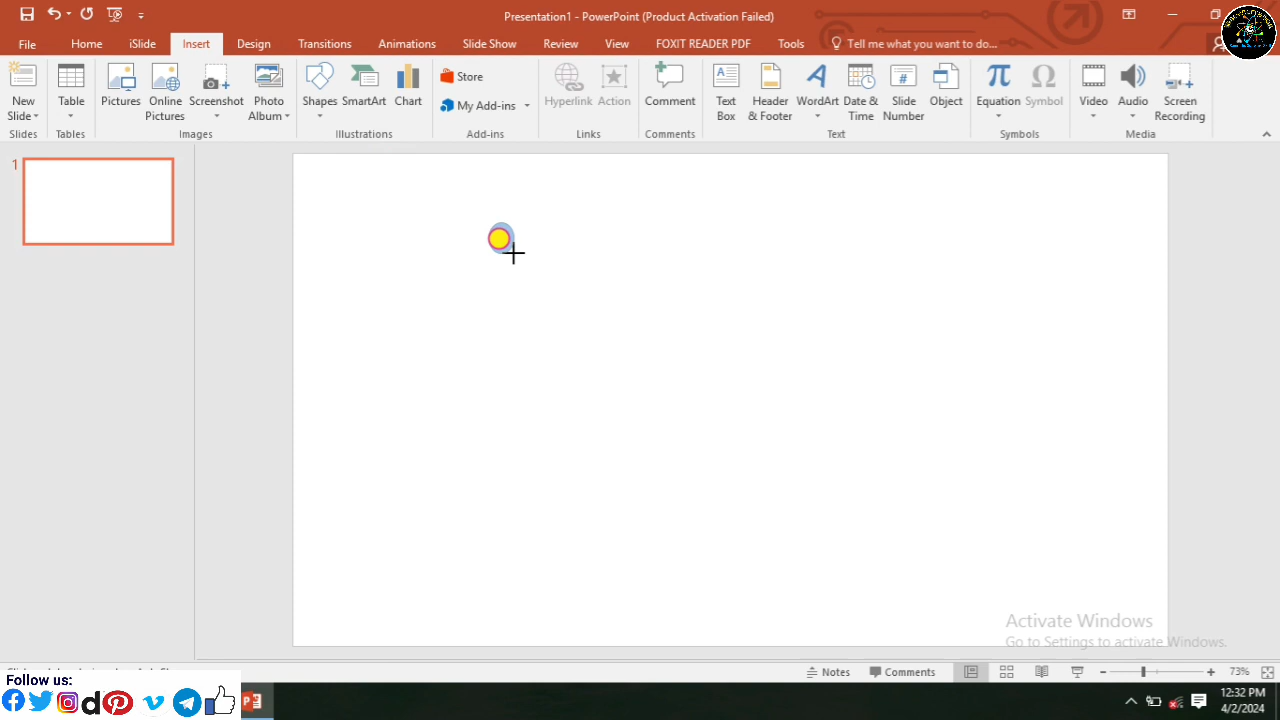 Presentation1 - PowerPoint (Product Activation Failed)
File Home iSlide Insert Design Transitions Animations Slide Show Review View FOXIT READER PDF Tools Tell me what you want to do...
New Slide Table Pictures Online Pictures Screenshot Photo Album Shapes SmartArt Chart Store My Add-ins Hyperlink Action Comment Text Box Header & Footer WordArt Date & Time Slide Number Object Equation Symbol Video Audio Screen Recording
Slides Tables Images Illustrations Add-ins Links Comments Text Symbols Media
1
Activate Windows
Go to Settings to activate Windows.
Notes Comments 73%
Follow us:
12:32 PM
4/2/2024